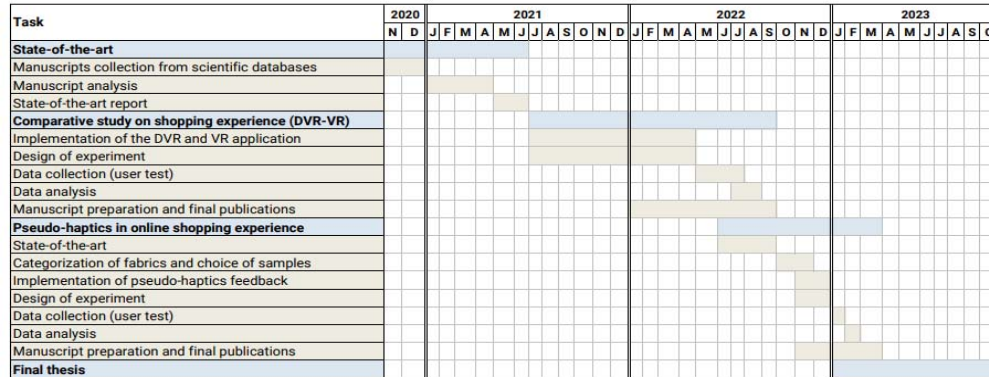 Task 2020 2021 2022 2023
N D J F M A M J J A S O N D J F M A M J J A S O N D J F M A M J J A S
State-of-the-art
Manuscripts collection from scientific databases
Manuscript analysis
State-of-the-art report
Comparative study on shopping experience (DVR-VR)
Implementation of the DVR and VR application
Design of experiment
Data collection (user test)
Data analysis
Manuscript preparation and final publications
Pseudo-haptics in online shopping experience
State-of-the-art
Categorization of fabrics and choice of samples
Implementation of pseudo-haptics feedback
Design of experiment
Data collection (user test)
Data analysis
Manuscript preparation and final publications
Final thesis